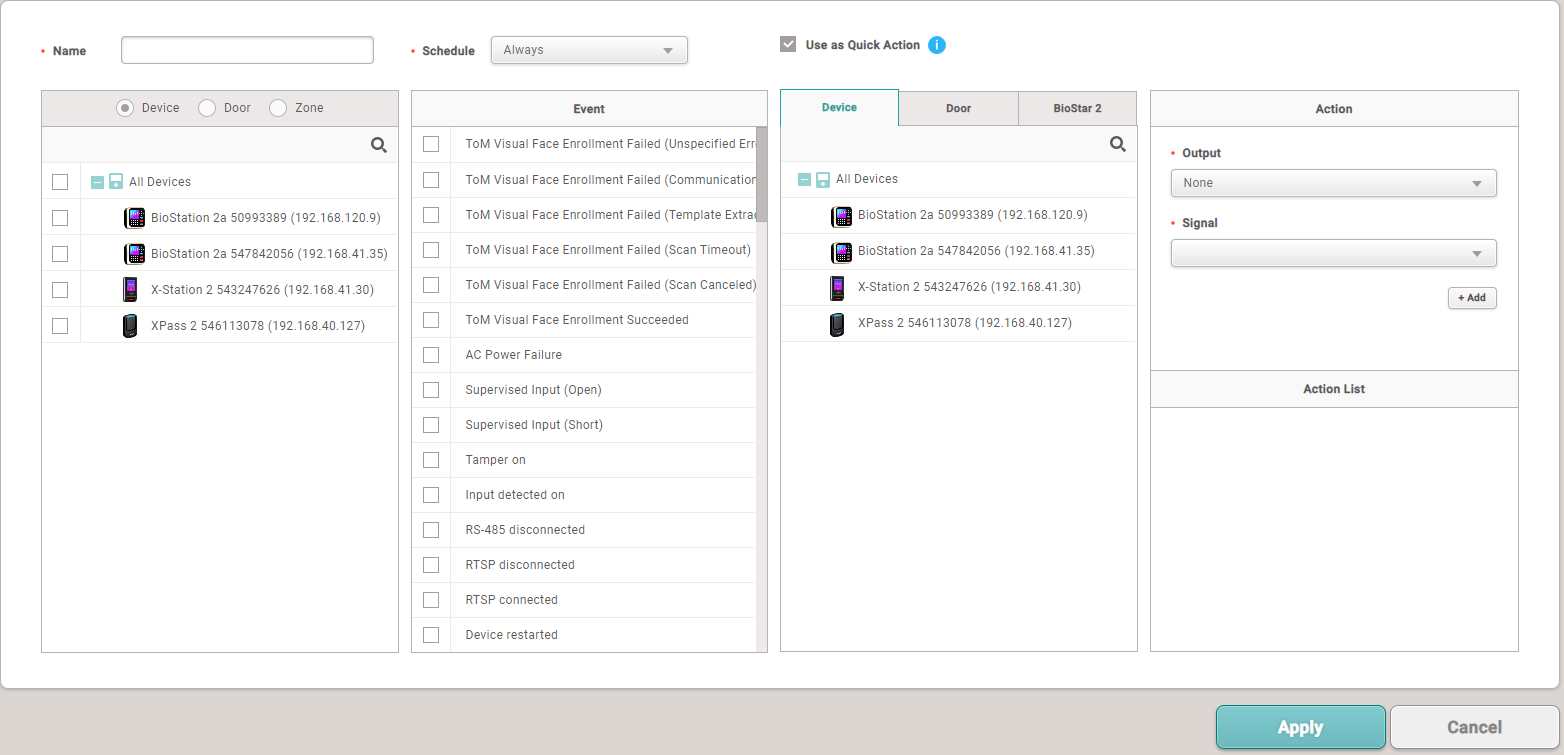 • Name
• Schedule
Always
Use as Quick Action i
Device Door Zone
All Devices
BioStation 2a 50993389 (192.168.120.9)
BioStation 2a 547842056 (192.168.41.35)
X-Station 2 543247626 (192.168.41.30)
XPass 2 546113078 (192.168.40.127)
Event
ToM Visual Face Enrollment Failed (Unspecified Err
ToM Visual Face Enrollment Failed (Communication
ToM Visual Face Enrollment Failed (Template Extrac
ToM Visual Face Enrollment Failed (Scan Timeout)
ToM Visual Face Enrollment Failed (Scan Canceled)
ToM Visual Face Enrollment Succeeded
AC Power Failure
Supervised Input (Open)
Supervised Input (Short)
Tamper on
Input detected on
RS-485 disconnected
RTSP disconnected
RTSP connected
Device restarted
Device Door BioStar 2
All Devices
BioStation 2a 50993389 (192.168.120.9)
BioStation 2a 547842056 (192.168.41.35)
X-Station 2 543247626 (192.168.41.30)
XPass 2 546113078 (192.168.40.127)
Action
• Output
None
• Signal
+ Add
Action List
Apply
Cancel